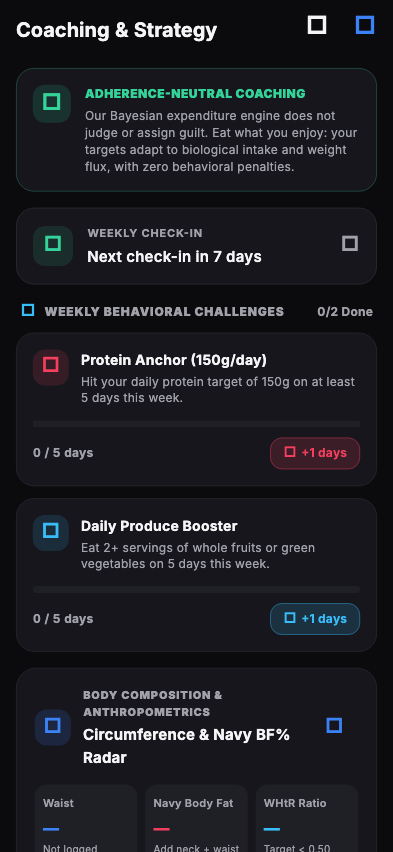 Coaching & Strategy
ADHERENCE-NEUTRAL COACHING
Our Bayesian expenditure engine does not
judge or assign guilt. Eat what you enjoy: your
targets adapt to biological intake and weight
flux, with zero behavioral penalties.
WEEKLY CHECK-IN
Next check-in in 7 days
WEEKLY BEHAVIORAL CHALLENGES 0/2 Done
Protein Anchor (150g/day)
Hit your daily protein target of 150g on at least
5 days this week.
0 / 5 days +1 days
Daily Produce Booster
Eat 2+ servings of whole fruits or green
vegetables on 5 days this week.
0 / 5 days +1 days
BODY COMPOSITION &
ANTHROPOMETRICS
Circumference & Navy BF%
Radar
Waist Navy Body Fat WHtR Ratio
— — —
Not logged Add neck + waist Target < 0.50